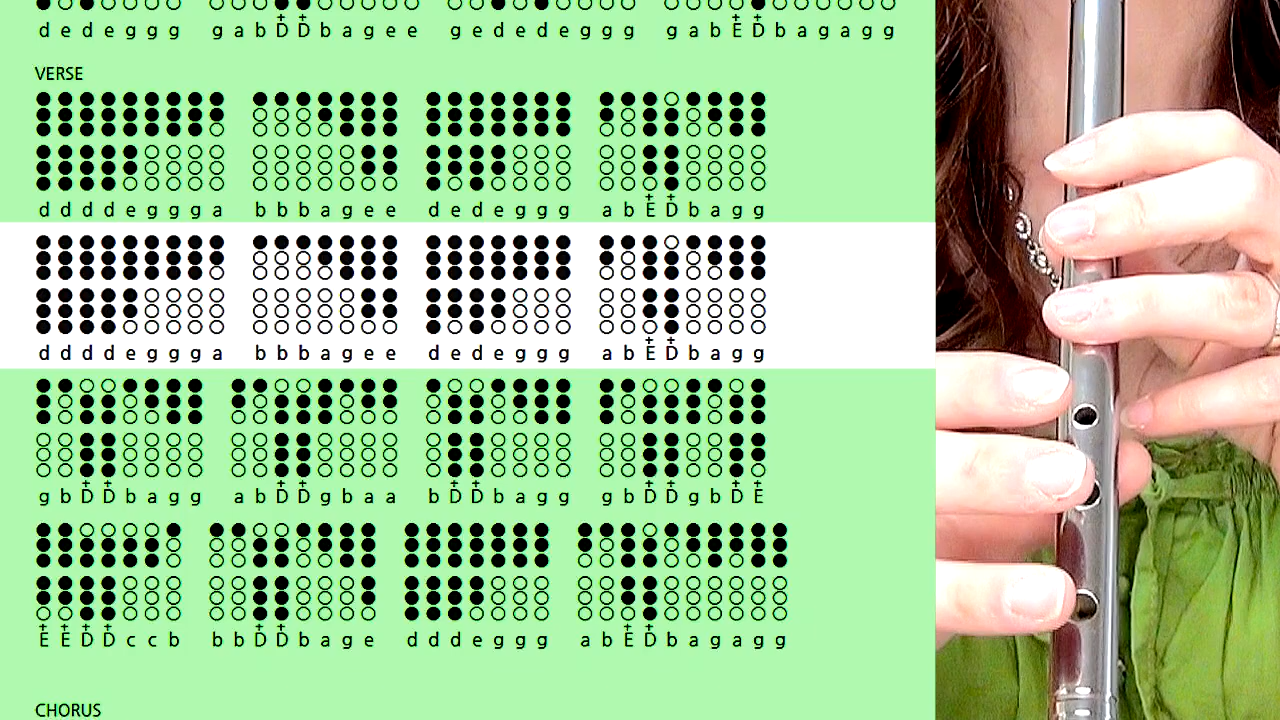 d e d e g g g g a b D D b a g e e g e d e d e g g g g a b E D b a g a g g
VERSE
d d d d e g g g a b b b a g e e d e d e g g g a b E D b a g g
d d d d e g g g a b b b a g e e d e d e g g g a b E D b a g g
g b D D b a g g a b D D g b a a b D D b a g g g b D D g b D E
E E D D c c b b b D D b a g e d d d e g g g a b E D b a g a g g
CHORUS